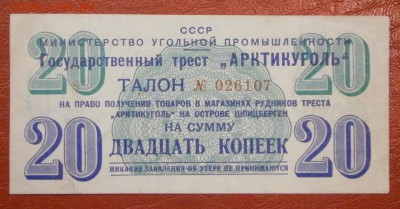 СССР
МИНИСТЕРСТВО УГОЛЬНОЙ ПРОМЫШЛЕННОСТИ
Государственный трест „АРКТИКУГОЛЬ"
20 20
ТАЛОН № 026107
НА ПРАВО ПОЛУЧЕНИЯ ТОВАРОВ В МАГАЗИНАХ РУДНИКОВ ТРЕСТА
„АРКТИКУГОЛЬ" НА ОСТРОВЕ ШПИЦБЕРГЕН
НА СУММУ
20 ДВАДЦАТЬ КОПЕЕК 20
НИКАКИЕ ЗАЯВЛЕНИЯ ОБ УТЕРЕ НЕ ПРИНИМАЮТСЯ